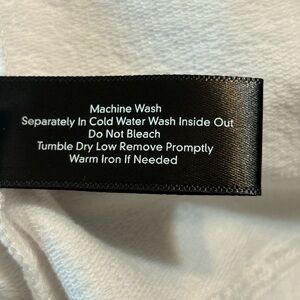 Machine Wash
Separately In Cold Water Wash Inside Out
Do Not Bleach
Tumble Dry Low Remove Promptly
Warm Iron If Needed